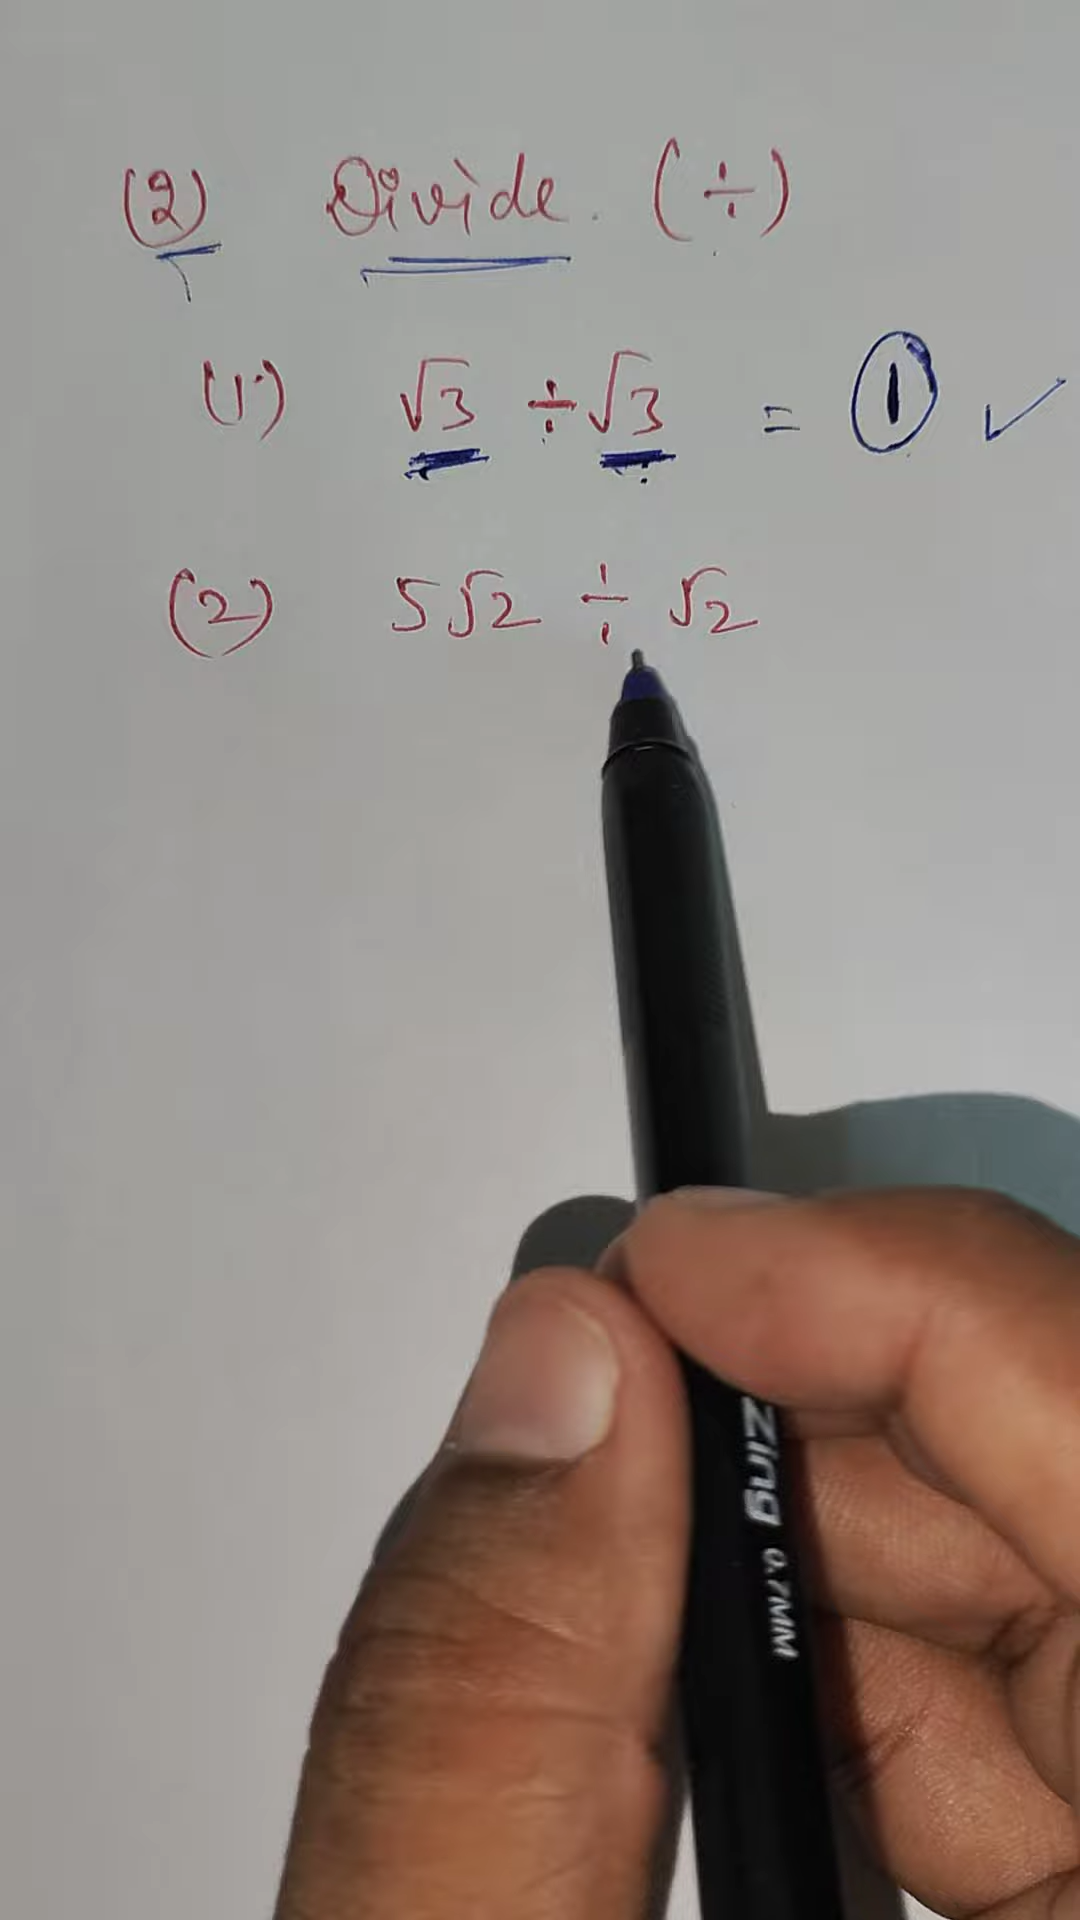 (2) Divide. (÷)
(1) √3 ÷ √3 = 1 ✓
(2) 5√2 ÷ √2
Zing 0.7MM